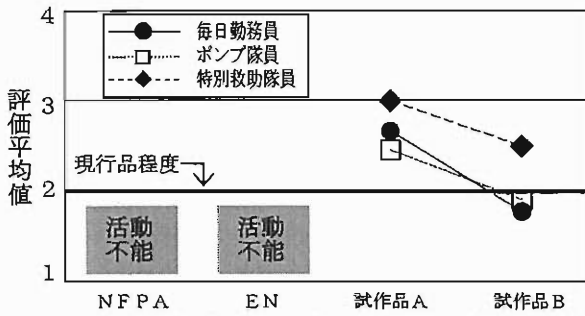 4
毎日勤務員
ポンプ隊員
特別救助隊員
3
評価平均値
現行品程度
2
活動
不能
活動
不能
1
NFPA
EN
試作品A
試作品B